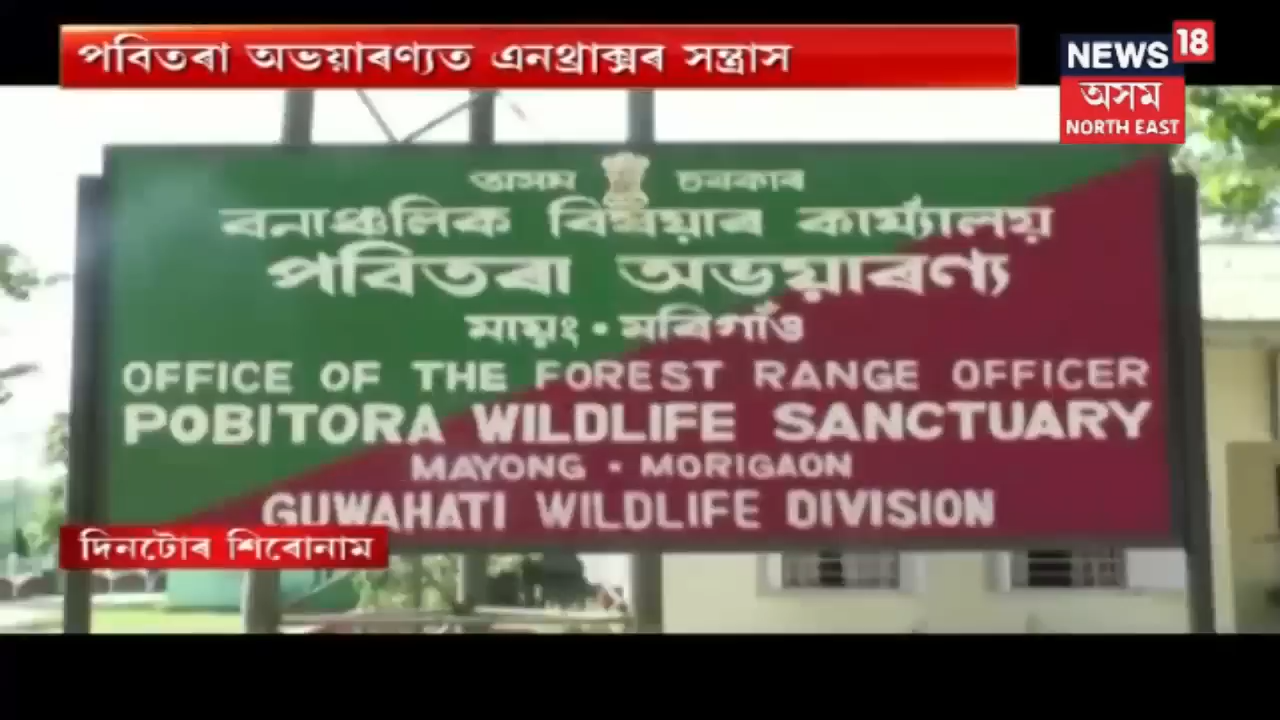 পবিতৰা অভয়াৰণ্যত এনথ্ৰাক্সৰ সন্ত্ৰাস
NEWS 18
অসম
NORTH EAST
অসম চৰকাৰ
বনাঞ্চলিক বিষয়াৰ কাৰ্য্যালয়
পবিতৰা অভয়াৰণ্য
মায়ং • মৰিগাঁও
OFFICE OF THE FOREST RANGE OFFICER
POBITORA WILDLIFE SANCTUARY
MAYONG • MORIGAON
GUWAHATI WILDLIFE DIVISION
দিনটোৰ শিৰোনাম